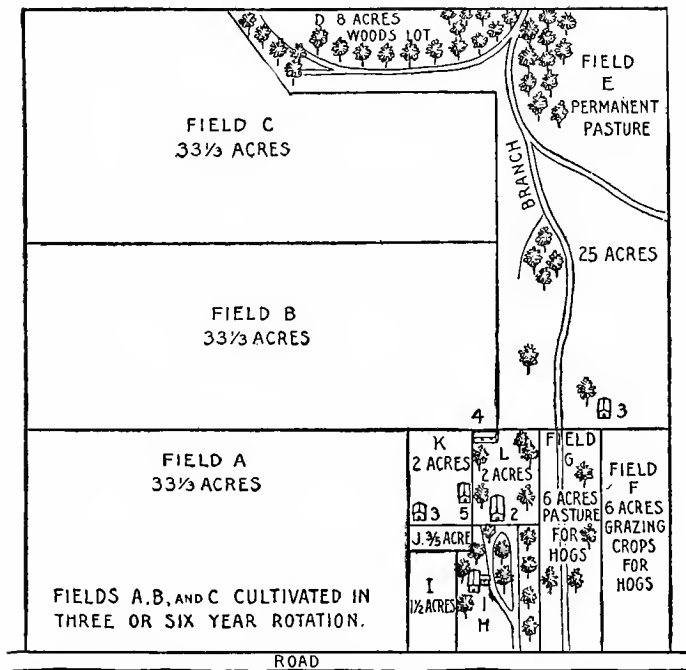 D 8 ACRES
WOODS LOT
FIELD
E
PERMANENT
PASTURE
FIELD C
33⅓ ACRES
BRANCH
25 ACRES
FIELD B
33⅓ ACRES
3
4
FIELD A
33⅓ ACRES
K
2 ACRES
L
2 ACRES
FIELD
G
6 ACRES
PASTURE
FOR
HOGS
FIELD
F
6 ACRES
GRAZING
CROPS
FOR
HOGS
3
5
2
J. ⅗ ACRE
I
1½ ACRES
1
H
FIELDS A.B, AND C CULTIVATED IN
THREE OR SIX YEAR ROTATION.
ROAD